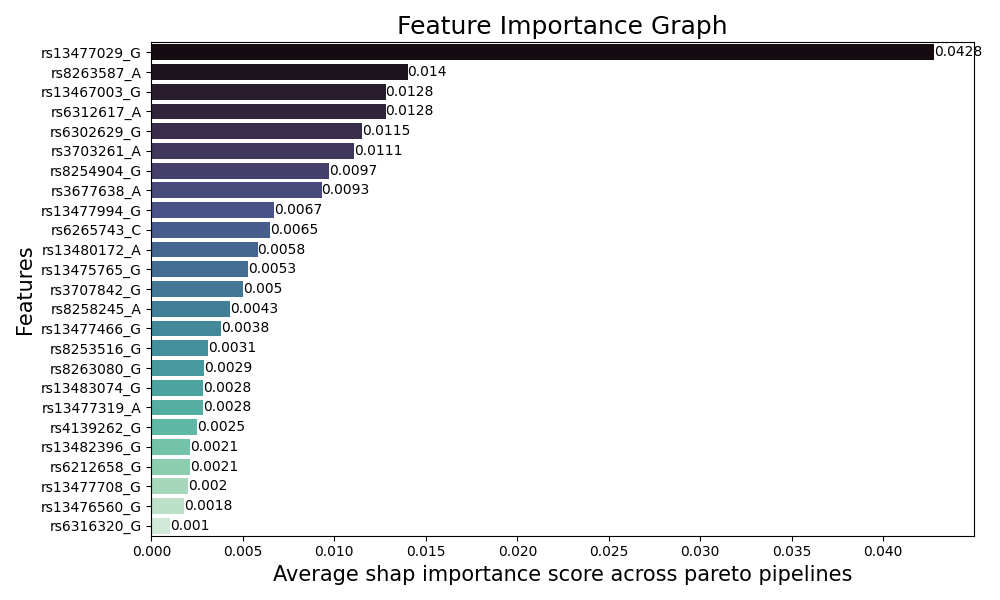 Feature Importance Graph
Features
rs13477029_G 0.0428
rs8263587_A 0.014
rs13467003_G 0.0128
rs6312617_A 0.0128
rs6302629_G 0.0115
rs3703261_A 0.0111
rs8254904_G 0.0097
rs3677638_A 0.0093
rs13477994_G 0.0067
rs6265743_C 0.0065
rs13480172_A 0.0058
rs13475765_G 0.0053
rs3707842_G 0.005
rs8258245_A 0.0043
rs13477466_G 0.0038
rs8253516_G 0.0031
rs8263080_G 0.0029
rs13483074_G 0.0028
rs13477319_A 0.0028
rs4139262_G 0.0025
rs13482396_G 0.0021
rs6212658_G 0.0021
rs13477708_G 0.002
rs13476560_G 0.0018
rs6316320_G 0.001
0.000 0.005 0.010 0.015 0.020 0.025 0.030 0.035 0.040
Average shap importance score across pareto pipelines